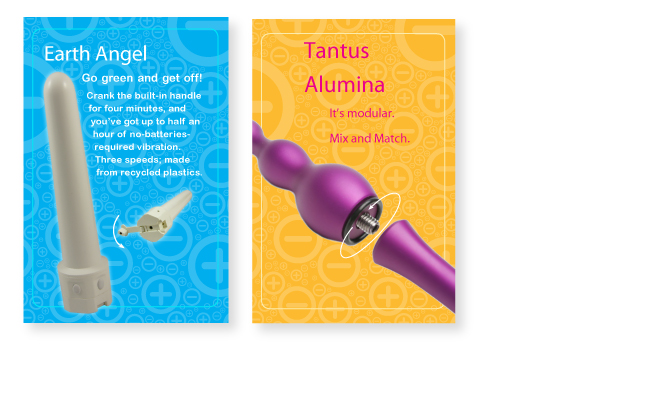 Earth Angel
Go green and get off!
Crank the built-in handle
for four minutes, and
you've got up to half an
hour of no-batteries-
required vibration.
Three speeds; made
from recycled plastics.
Tantus
Alumina
It's modular.
Mix and Match.